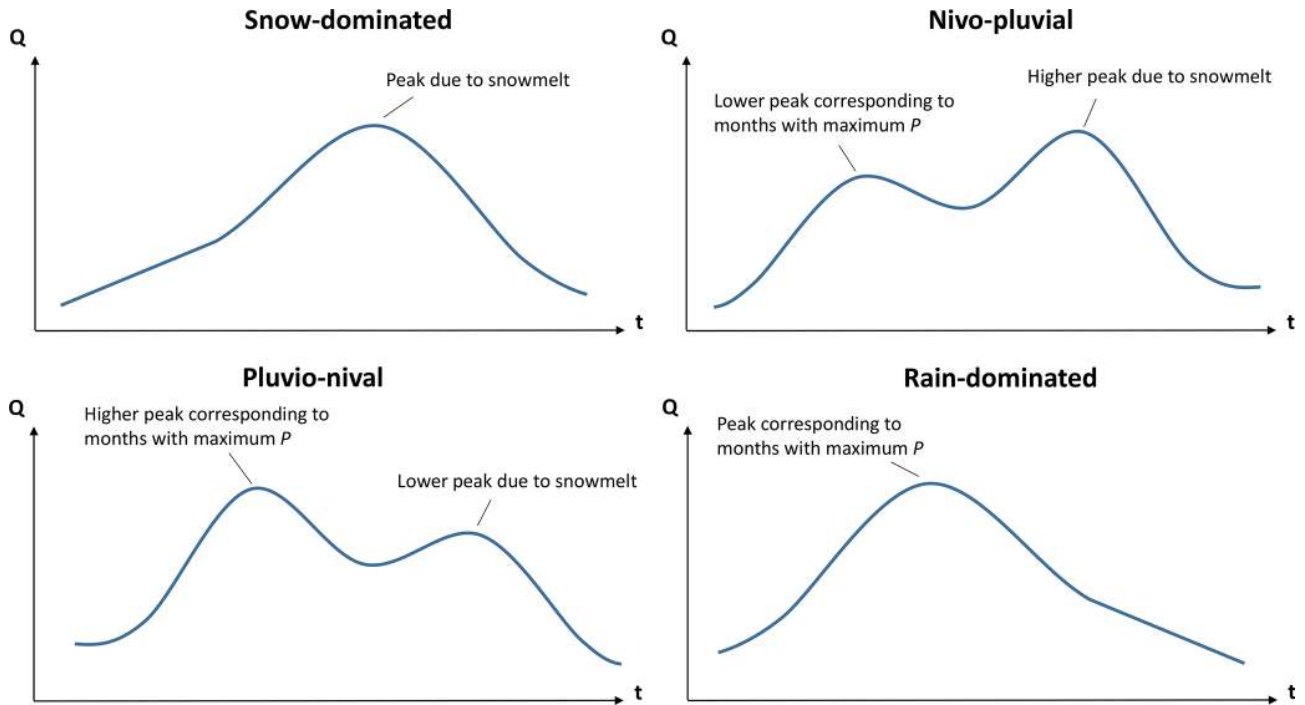 Snow-dominated
Q
Peak due to snowmelt
t
Nivo-pluvial
Q
Higher peak due to snowmelt
Lower peak corresponding to
months with maximum P
t
Pluvio-nival
Q
Higher peak corresponding to
months with maximum P
Lower peak due to snowmelt
t
Rain-dominated
Q
Peak corresponding to
months with maximum P
t